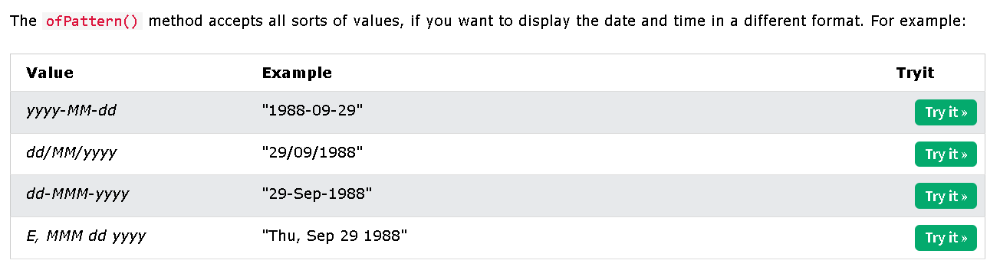 The ofPattern() method accepts all sorts of values, if you want to display the date and time in a different format. For example:
Value Example Tryit
yyyy-MM-dd "1988-09-29" Try it »
dd/MM/yyyy "29/09/1988" Try it »
dd-MMM-yyyy "29-Sep-1988" Try it »
E, MMM dd yyyy "Thu, Sep 29 1988" Try it »